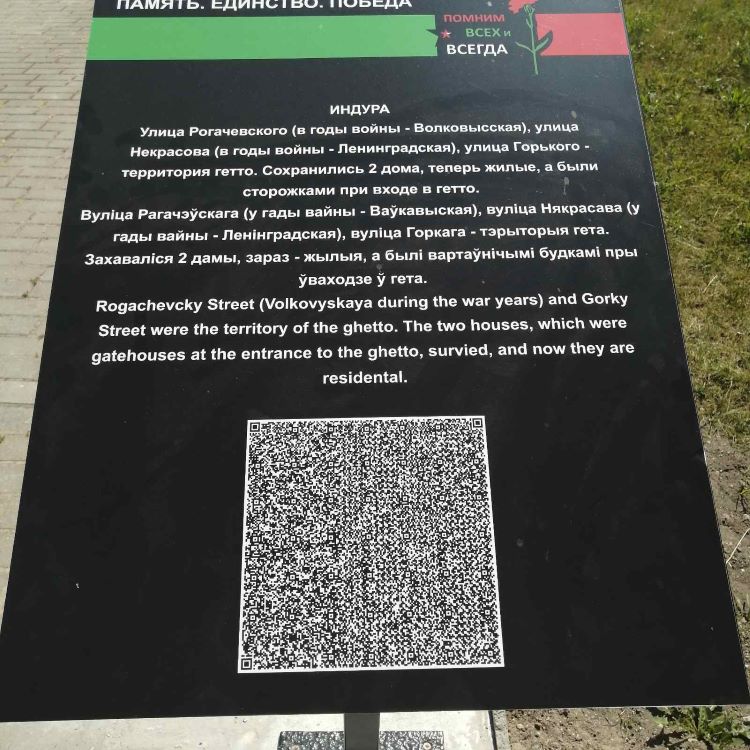 ПАМЯТЬ. ЕДИНСТВО. ПОБЕДА
ПОМНИМ
ВСЕХ и
ВСЕГДА
ИНДУРА
Улица Рогачевского (в годы войны - Волковысская), улица
Некрасова (в годы войны - Ленинградская), улица Горького -
территория гетто. Сохранились 2 дома, теперь жилые, а были
сторожками при входе в гетто.
Вуліца Рагачэўскага (у гады вайны - Ваўкавыская), вуліца Някрасава (у
гады вайны - Ленінградская), вуліца Горкага - тэрыторыя гета.
Захаваліся 2 дамы, зараз - жылыя, а былі вартаўнічымі будкамі пры
ўваходзе ў гета.
Rogachevcky Street (Volkovyskaya during the war years) and Gorky
Street were the territory of the ghetto. The two houses, which were
gatehouses at the entrance to the ghetto, survied, and now they are
residental.